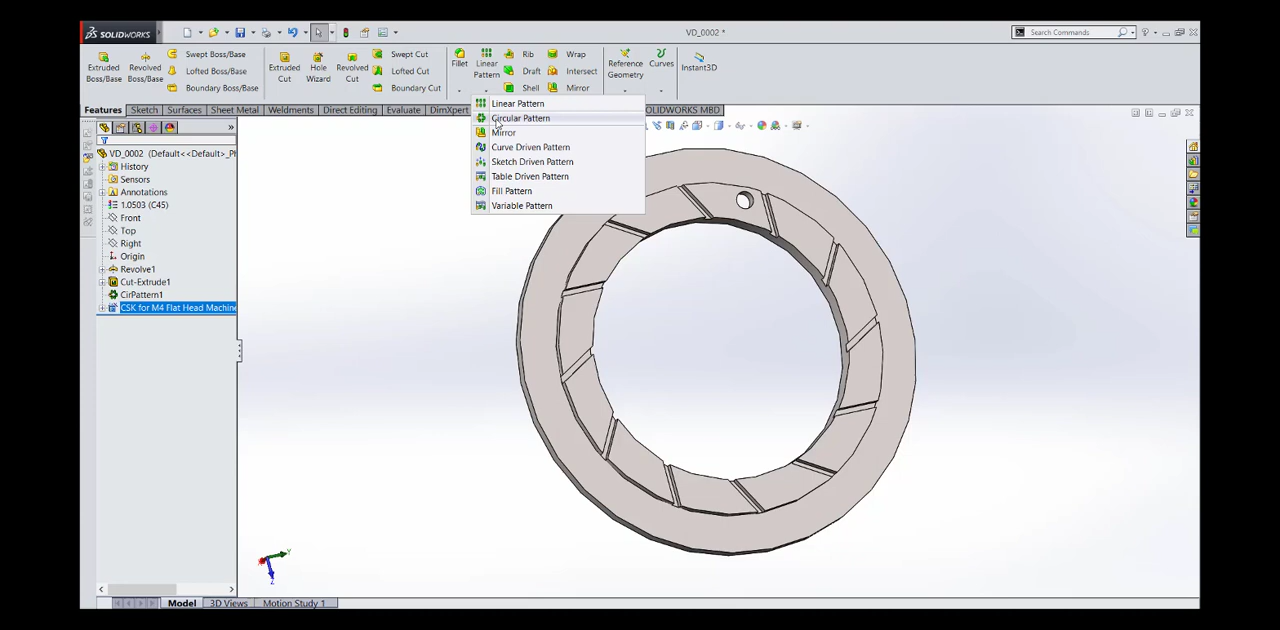 SOLIDWORKS
VD_0002 *
Search Commands
Extruded Boss/Base
Revolved Boss/Base
Swept Boss/Base
Lofted Boss/Base
Boundary Boss/Base
Extruded Cut
Hole Wizard
Revolved Cut
Swept Cut
Lofted Cut
Boundary Cut
Fillet
Linear Pattern
Rib
Draft
Shell
Wrap
Intersect
Mirror
Reference Geometry
Curves
Instant3D
Features
Sketch
Surfaces
Sheet Metal
Weldments
Direct Editing
Evaluate
DimXpert
OLIDWORKS MBD
Linear Pattern
Circular Pattern
Mirror
Curve Driven Pattern
Sketch Driven Pattern
Table Driven Pattern
Fill Pattern
Variable Pattern
VD_0002 (Default<<Default>_Ph
History
Sensors
Annotations
1.0503 (C45)
Front
Top
Right
Origin
Revolve1
Cut-Extrude1
CirPattern1
CSK for M4 Flat Head Machine
Y
Z
Model
3D Views
Motion Study 1